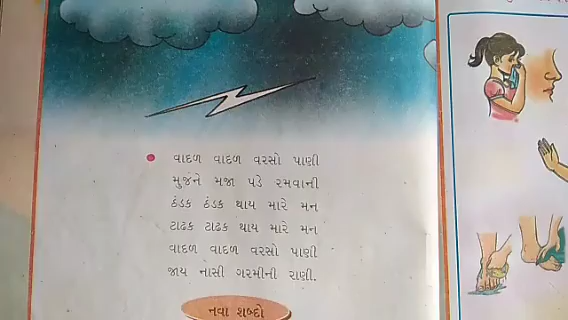 વાદળ વાદળ વરસો પાણી
મુજને મજા પડે રમવાની
ઠંડક ઠંડક થાય મારે મન
ટાઢક ટાઢક થાય મારે મન
વાદળ વાદળ વરસો પાણી
જાય નાસી ગરમીની રાણી.
નવા શબ્દો